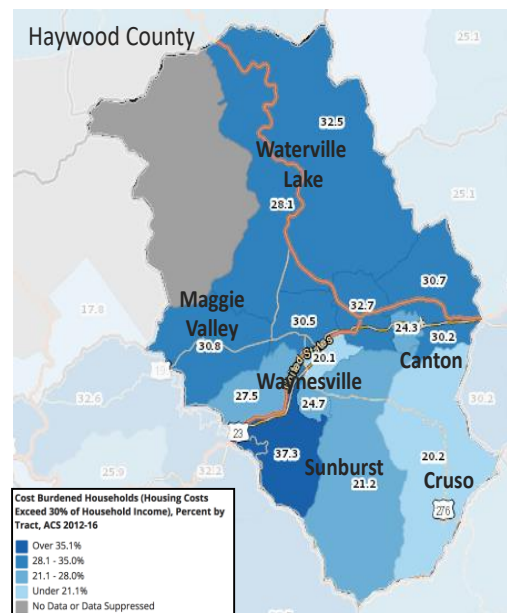 Haywood County
25.1
32.5
Waterville
Lake
25.1
28.1
30.7
17.8
Maggie
Valley
32.7
30.5
24.3
30.2
30.8
United States
20.1
Canton
19
Waynesville
27.5
32.6
24.7
30.2
23
37.3
20.2
32.2
Sunburst
25.9
21.2
Cruso
276
Cost Burdened Households (Housing Costs
Exceed 30% of Household Income), Percent by
Tract, ACS 2012-16
Over 35.1%
28.1 - 35.0%
21.1 - 28.0%
Under 21.1%
No Data or Data Suppressed